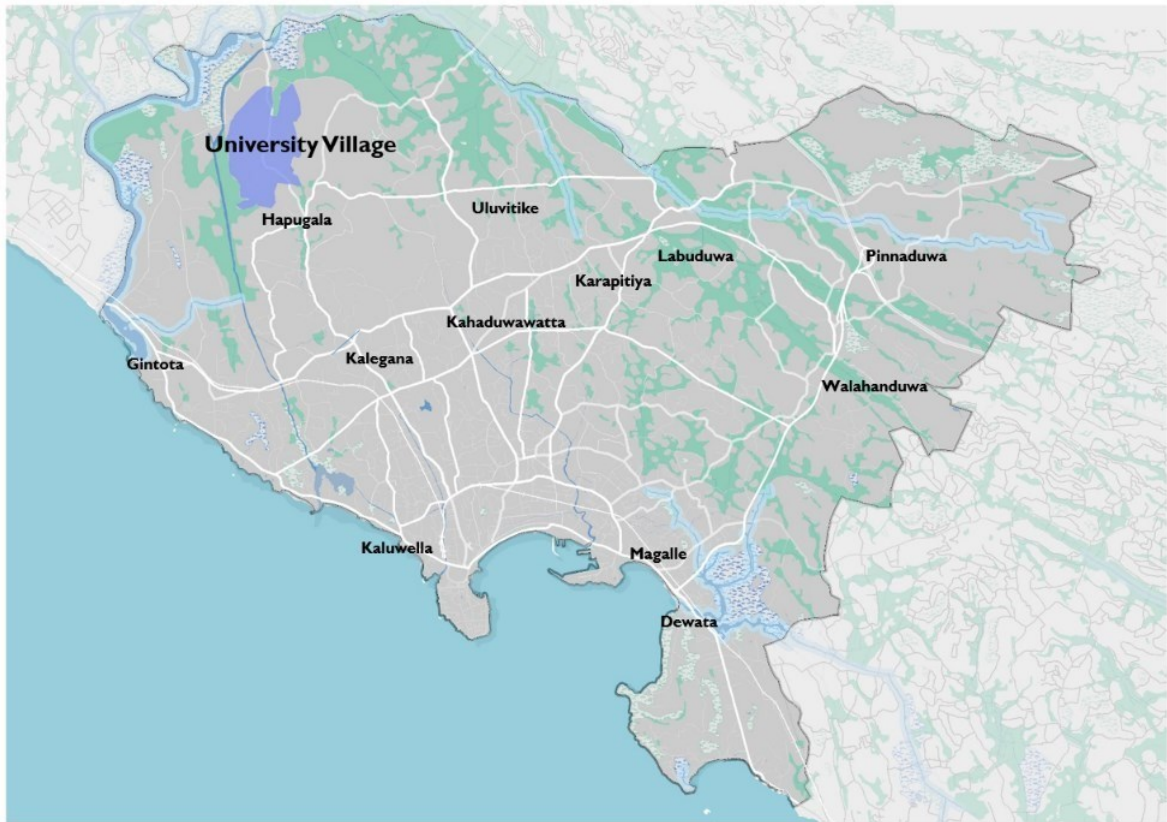 University Village
Hapugala
Uluvitike
Labuduwa
Pinnaduwa
Karapitiya
Kahaduwawatta
Kalegana
Gintota
Walahanduwa
Kaluwella
Magalle
Dewata